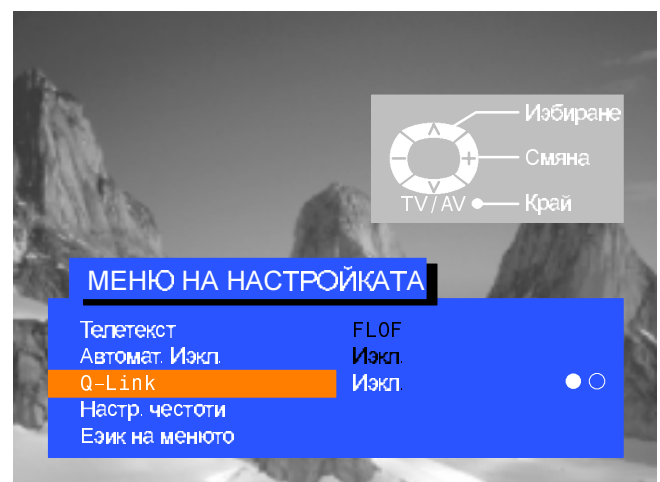 Избиране
Смяна
TV/AV Край
МЕНЮ НА НАСТРОЙКАТА
Телетекст FLOF
Автомат. Изкл. Изкл.
Q-Link Изкл.
Настр. честоти
Език на менюто